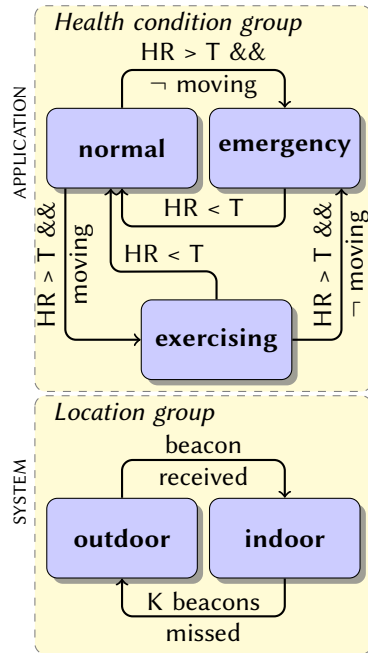 Health condition group
HR > T &&
¬ moving
normal
emergency
HR < T
HR > T &&
moving
HR < T
HR > T &&
¬ moving
exercising
APPLICATION
Location group
beacon
received
outdoor
indoor
K beacons
missed
SYSTEM